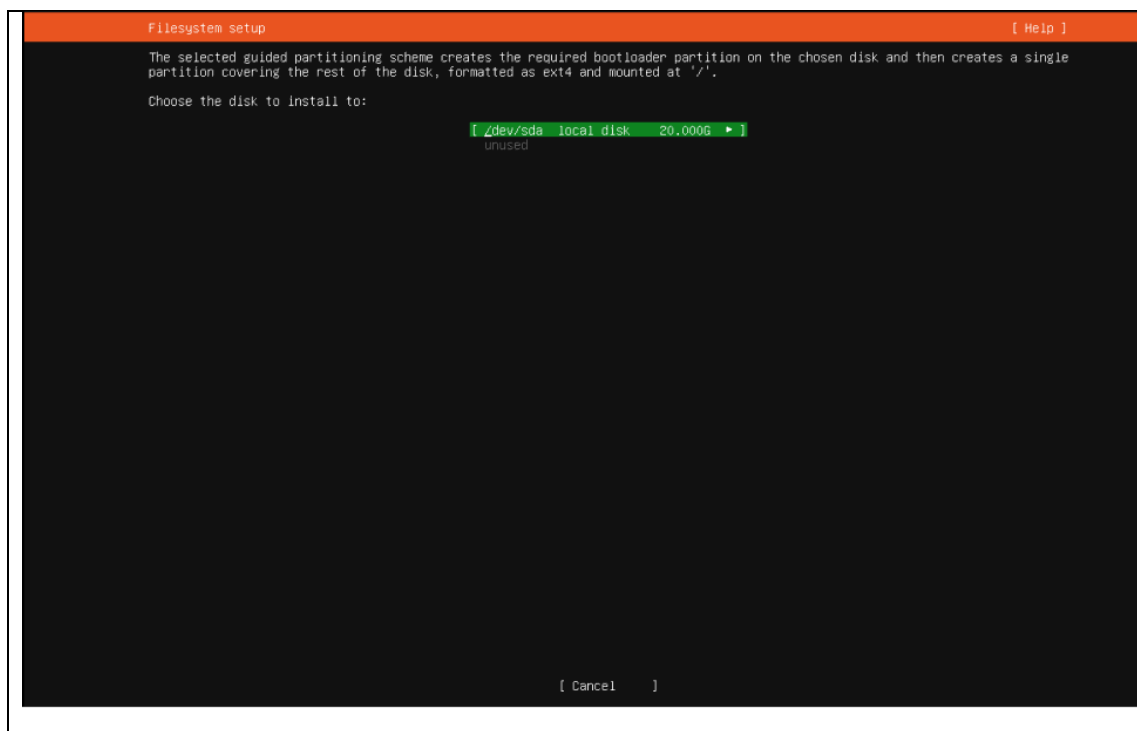 Filesystem setup [ Help ]
The selected guided partitioning scheme creates the required bootloader partition on the chosen disk and then creates a single
partition covering the rest of the disk, formatted as ext4 and mounted at '/'.
Choose the disk to install to:
[ /dev/sda local disk 20.000G ► ]
unused
[ Cancel ]